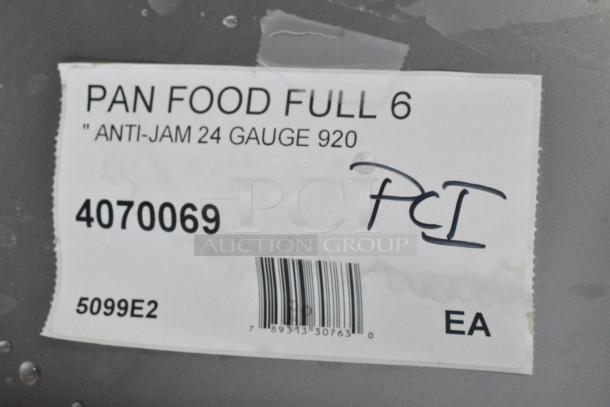 PAN FOOD FULL 6
" ANTI-JAM 24 GAUGE 920
4070069
PCI
PCI
AUCTION GROUP
5099E2
7 89313 30763 0
EA